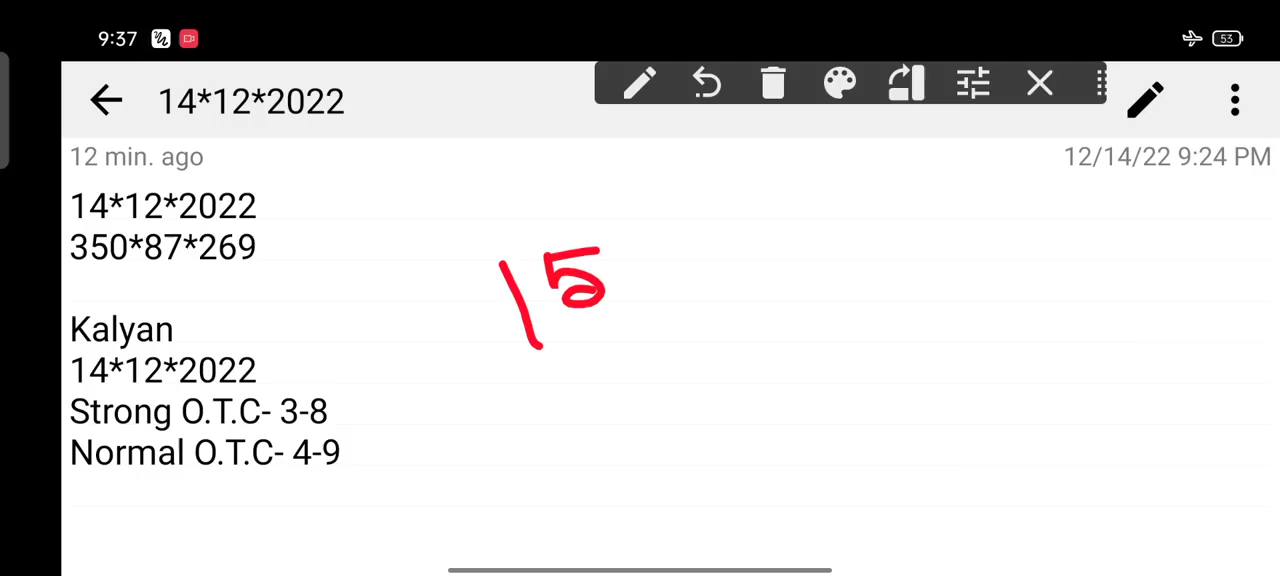 9:37
53
14*12*2022
12 min. ago
12/14/22 9:24 PM
14*12*2022
350*87*269
15
Kalyan
14*12*2022
Strong O.T.C- 3-8
Normal O.T.C- 4-9